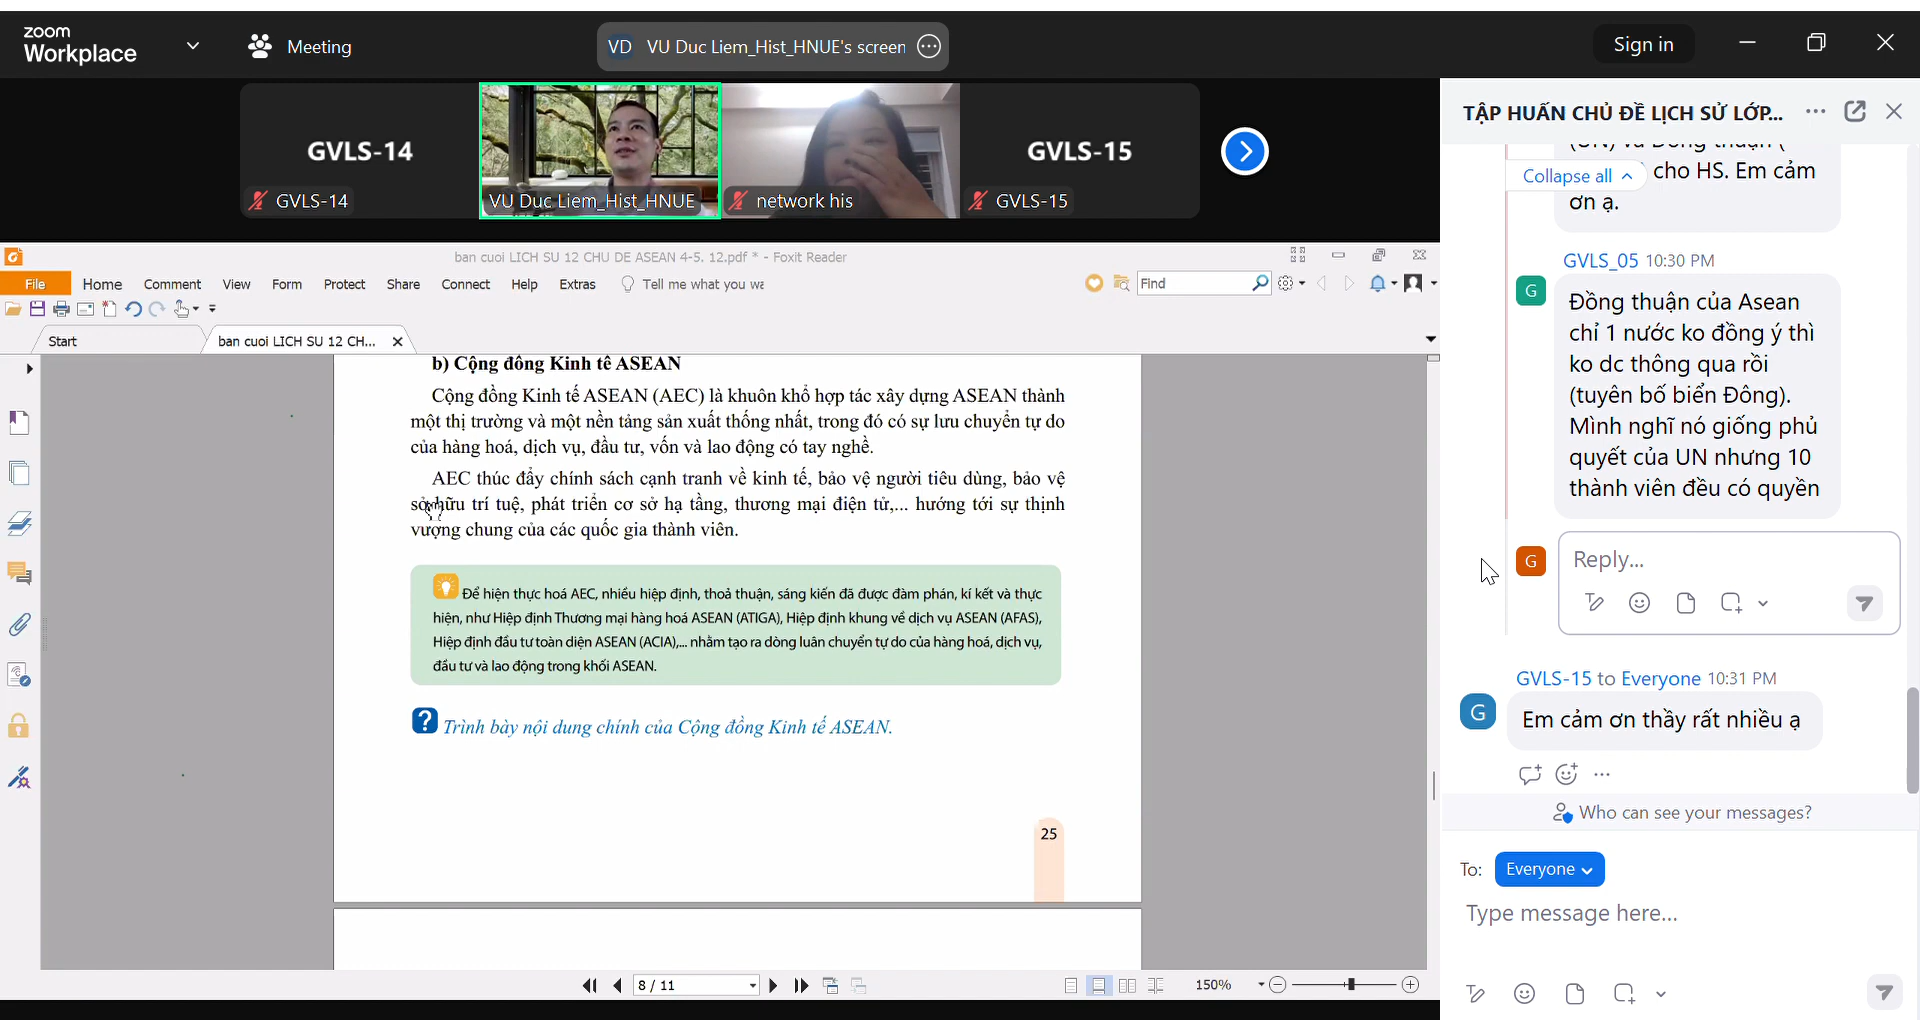 zoom
Workplace
Meeting
VD VU Duc Liem_Hist_HNUE's screen
Sign in
GVLS-14
GVLS-14
VU Duc Liem_Hist_HNUE
network his
GVLS-15
GVLS-15
ban cuoi LICH SU 12 CHU DE ASEAN 4-5. 12.pdf * - Foxit Reader
File Home Comment View Form Protect Share Connect Help Extras Tell me what you wa
Find
Start
ban cuoi LICH SU 12 CH...
b) Cộng đồng Kinh tế ASEAN
Cộng đồng Kinh tế ASEAN (AEC) là khuôn khổ hợp tác xây dựng ASEAN thành
một thị trường và một nền tảng sản xuất thống nhất, trong đó có sự lưu chuyển tự do
của hàng hoá, dịch vụ, đầu tư, vốn và lao động có tay nghề.
AEC thúc đẩy chính sách cạnh tranh về kinh tế, bảo vệ người tiêu dùng, bảo vệ
sở hữu trí tuệ, phát triển cơ sở hạ tầng, thương mại điện tử,... hướng tới sự thịnh
vượng chung của các quốc gia thành viên.
Để hiện thực hoá AEC, nhiều hiệp định, thoả thuận, sáng kiến đã được đàm phán, kí kết và thực
hiện, như Hiệp định Thương mại hàng hoá ASEAN (ATIGA), Hiệp định khung về dịch vụ ASEAN (AFAS),
Hiệp định đầu tư toàn diện ASEAN (ACIA),... nhằm tạo ra dòng luân chuyển tự do của hàng hoá, dịch vụ,
đầu tư và lao động trong khối ASEAN.
? Trình bày nội dung chính của Cộng đồng Kinh tế ASEAN.
25
8 / 11
150%
TẬP HUẤN CHỦ ĐỀ LỊCH SỬ LỚP...
(UN) và Đồng thuận (
Collapse all
cho HS. Em cảm
ơn ạ.
GVLS_05 10:30 PM
G
Đồng thuận của Asean
chỉ 1 nước ko đồng ý thì
ko dc thông qua rồi
(tuyên bố biển Đông).
Mình nghĩ nó giống phủ
quyết của UN nhưng 10
thành viên đều có quyền
G
Reply...
GVLS-15 to Everyone 10:31 PM
G
Em cảm ơn thầy rất nhiều ạ
Who can see your messages?
To: Everyone
Type message here...